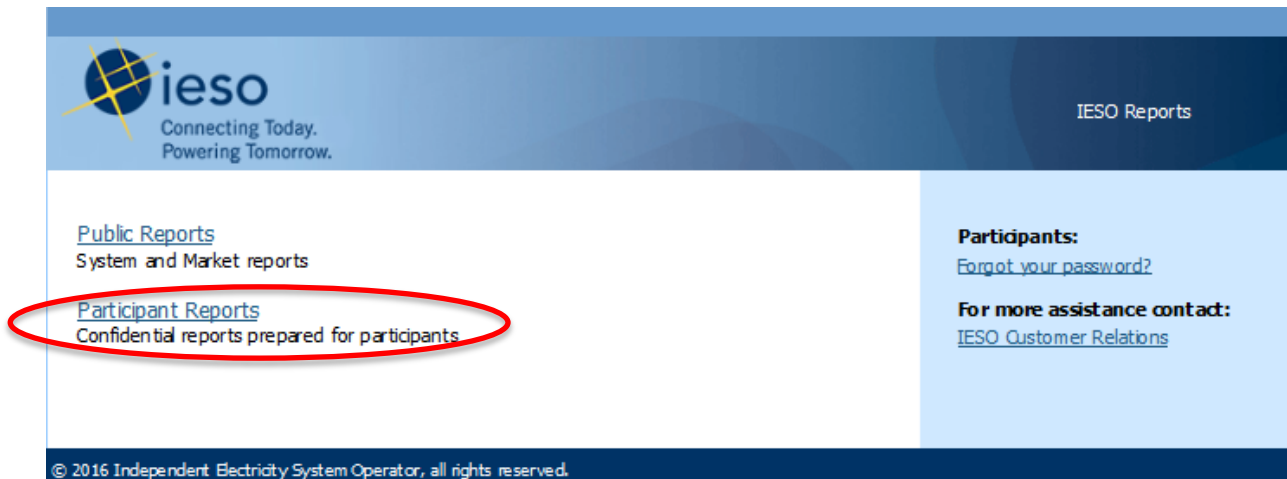 ieso
Connecting Today.
Powering Tomorrow.
IESO Reports
Public Reports
System and Market reports
Participant Reports
Confidential reports prepared for participants
Participants:
Forgot your password?
For more assistance contact:
IESO Customer Relations
© 2016 Independent Electricity System Operator, all rights reserved.